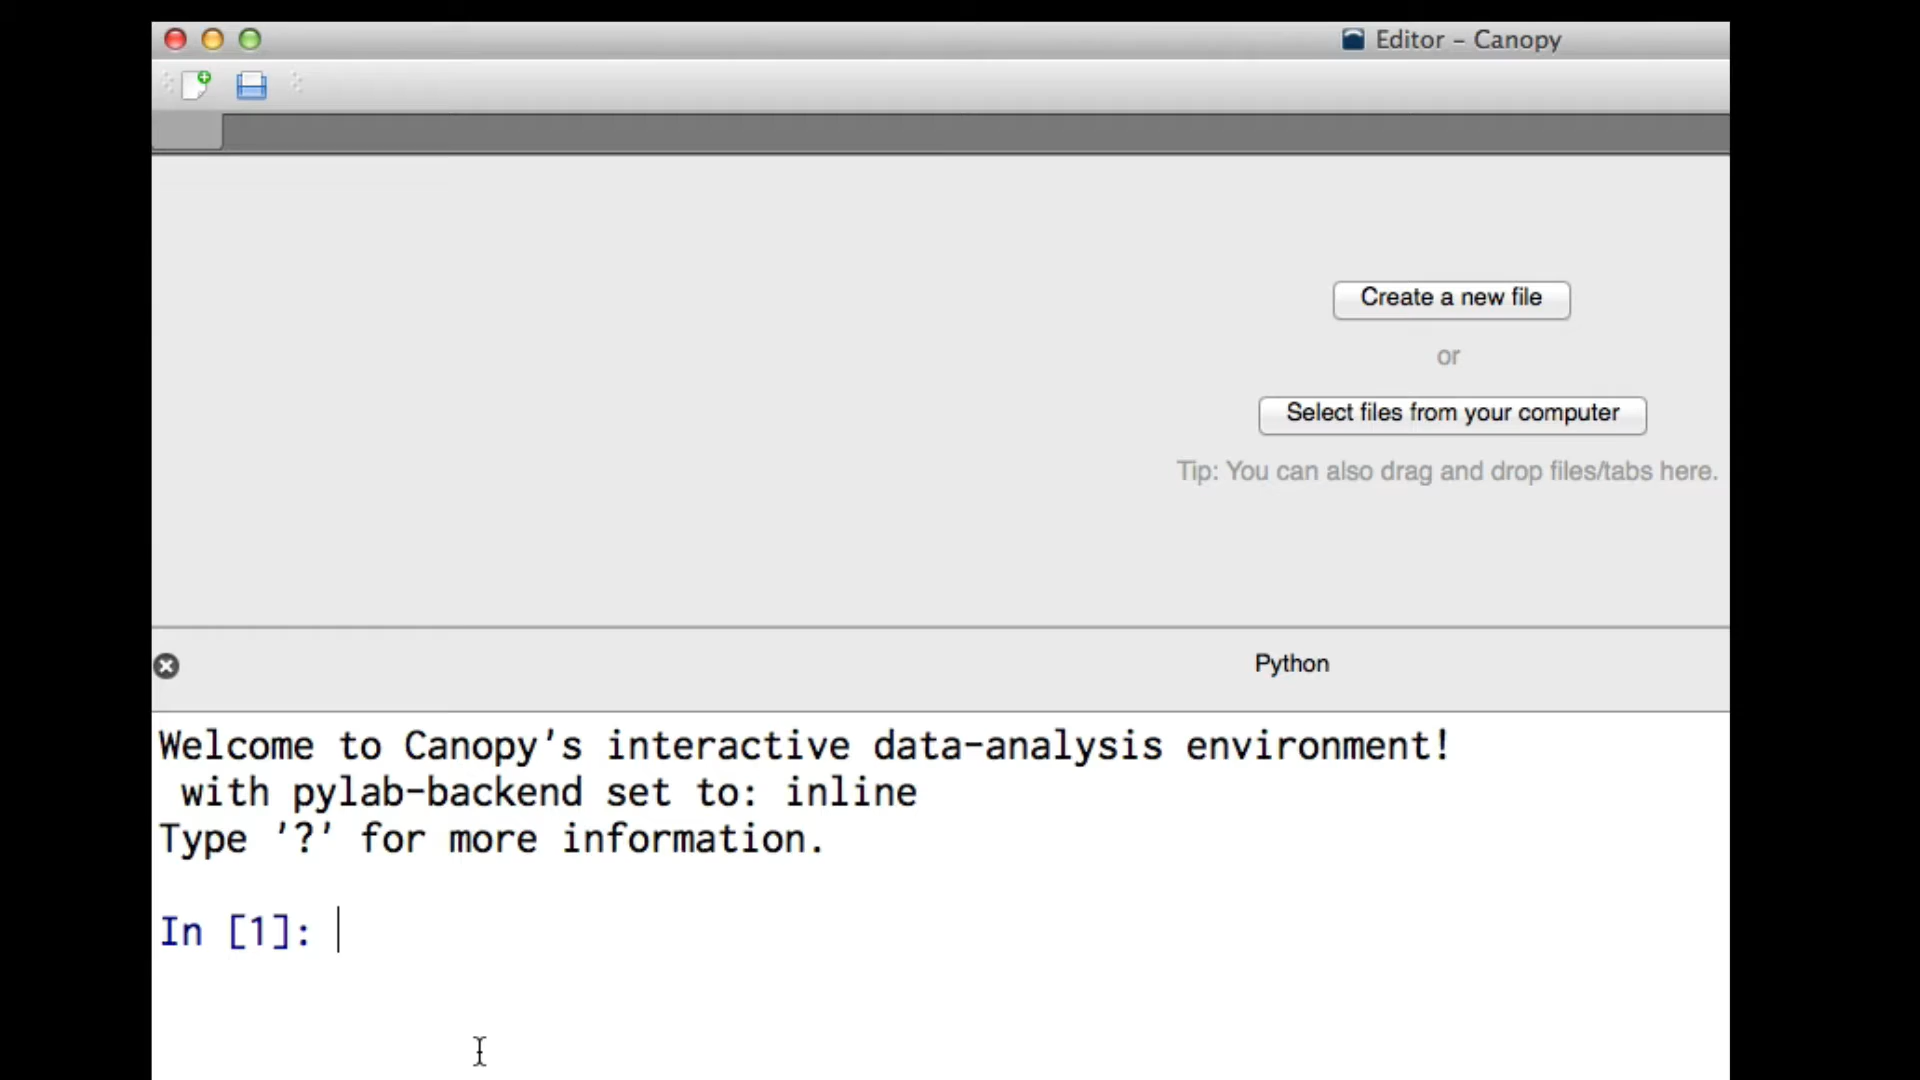 Editor – Canopy
Create a new file
or
Select files from your computer
Tip: You can also drag and drop files/tabs here.
Python
Welcome to Canopy's interactive data-analysis environment!
with pylab-backend set to: inline
Type '?' for more information.
In [1]: